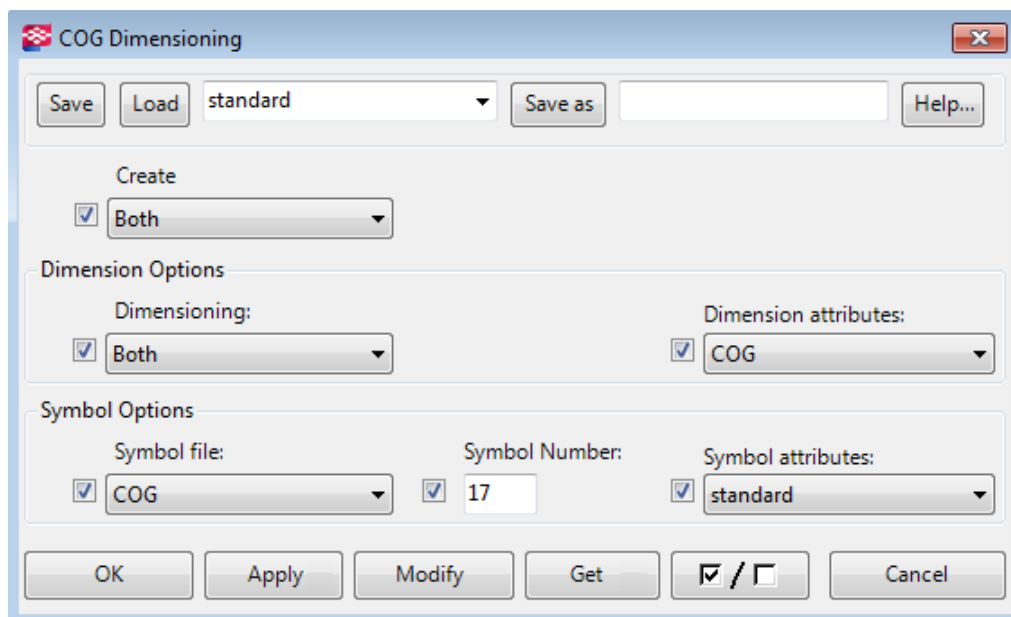 COG Dimensioning
Save Load standard Save as Help...
Create
Both
Dimension Options
Dimensioning: Dimension attributes:
Both COG
Symbol Options
Symbol file: Symbol Number: Symbol attributes:
COG 17 standard
OK Apply Modify Get / Cancel